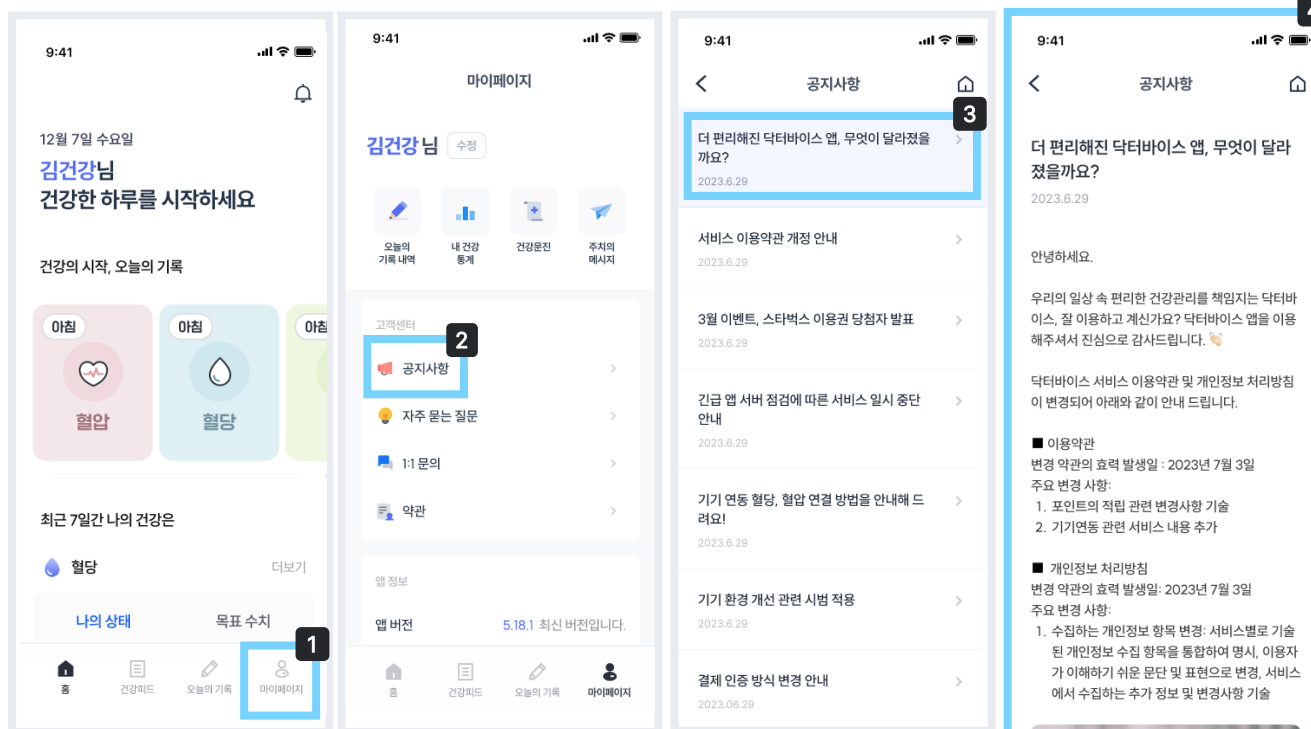 9:41
12월 7일 수요일
김건강님
건강한 하루를 시작하세요
건강의 시작, 오늘의 기록
아침
혈압
아침
혈당
최근 7일간 나의 건강은
혈당
더보기
나의 상태
목표 수치
1
홈
건강피드
오늘의 기록
마이페이지
9:41
마이페이지
김건강 님
수정
오늘의
기록 내역
내 건강
통계
건강문진
주치의
메시지
고객센터
2
공지사항
자주 묻는 질문
1:1 문의
약관
앱 정보
앱 버전
5.18.1 최신 버전입니다.
홈
건강피드
오늘의 기록
마이페이지
9:41
공지사항
3
더 편리해진 닥터바이스 앱, 무엇이 달라졌을
까요?
2023.6.29
서비스 이용약관 개정 안내
2023.6.29
3월 이벤트, 스타벅스 이용권 당첨자 발표
2023.6.29
긴급 앱 서버 점검에 따른 서비스 일시 중단
안내
2023.6.29
기기 연동 혈당, 혈압 연결 방법을 안내해 드
려요!
2023.6.29
기기 환경 개선 관련 시범 적용
2023.6.29
결제 인증 방식 변경 안내
2023.06.29
9:41
공지사항
더 편리해진 닥터바이스 앱, 무엇이 달라
졌을까요?
2023.6.29
안녕하세요.
우리의 일상 속 편리한 건강관리를 책임지는 닥터바
이스, 잘 이용하고 계신가요? 닥터바이스 앱을 이용
해주셔서 진심으로 감사드립니다. 👏🏻
닥터바이스 서비스 이용약관 및 개인정보 처리방침
이 변경되어 아래와 같이 안내 드립니다.
■ 이용약관
변경 약관의 효력 발생일 : 2023년 7월 3일
주요 변경 사항:
1. 포인트의 적립 관련 변경사항 기술
2. 기기연동 관련 서비스 내용 추가
■ 개인정보 처리방침
변경 약관의 효력 발생일: 2023년 7월 3일
주요 변경 사항:
1. 수집하는 개인정보 항목 변경: 서비스별로 기술
된 개인정보 수집 항목을 통합하여 명시, 이용자
가 이해하기 쉬운 문단 및 표현으로 변경, 서비스
에서 수집하는 추가 정보 및 변경사항 기술